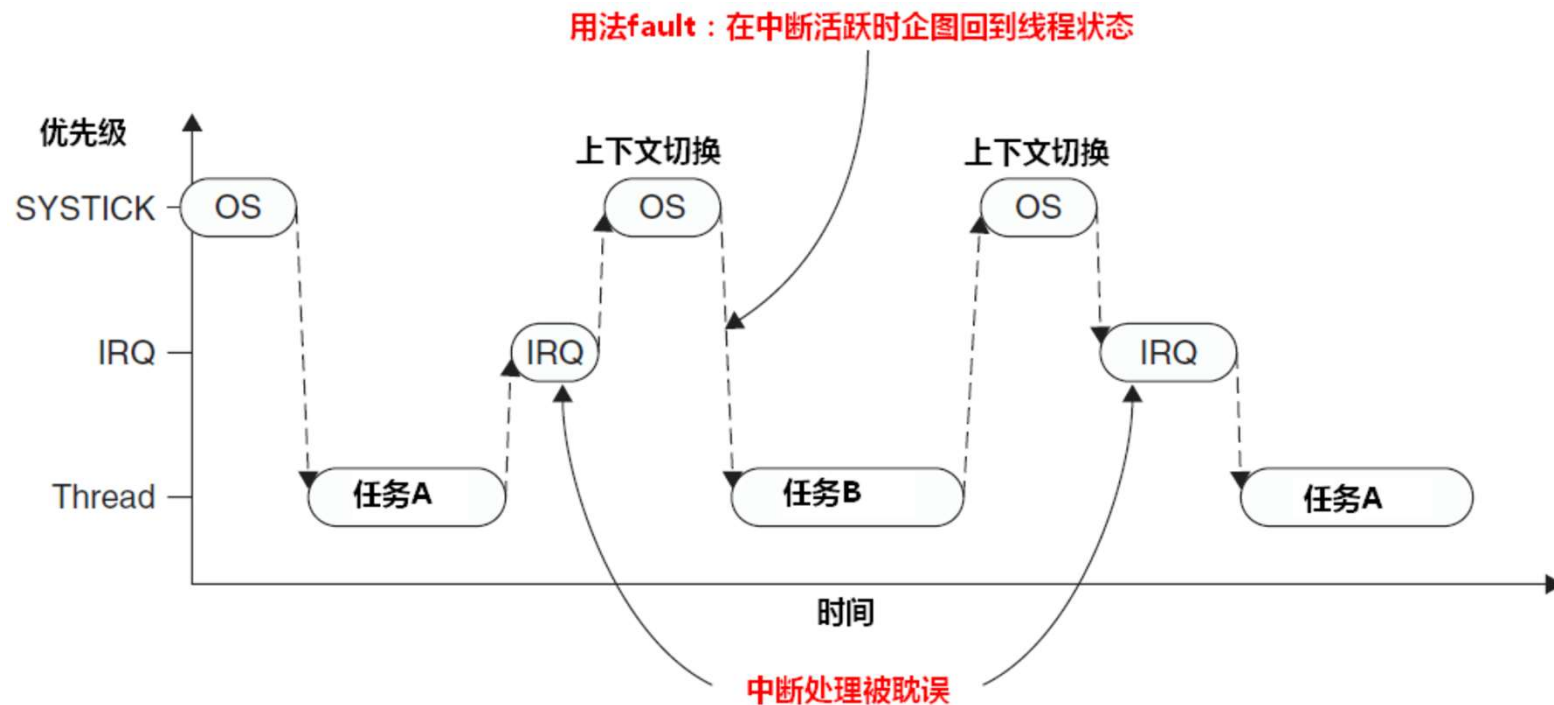 用法fault：在中断活跃时企图回到线程状态
优先级
上下文切换
上下文切换
SYSTICK
OS
OS
OS
IRQ
IRQ
IRQ
Thread
任务A
任务B
任务A
时间
中断处理被耽误